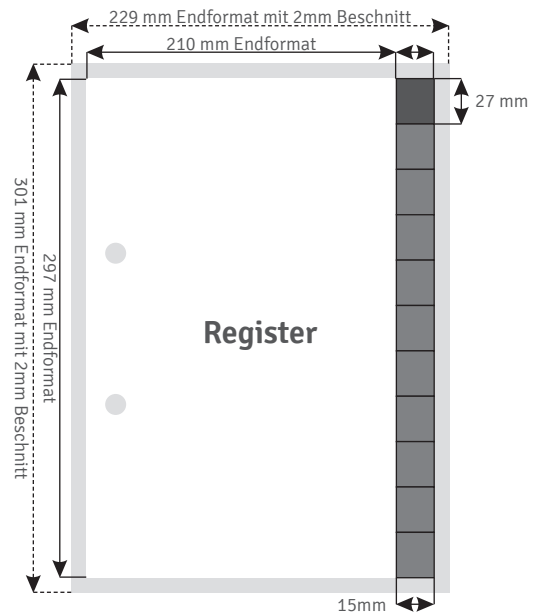 229 mm Endformat mit 2mm Beschnitt
210 mm Endformat
27 mm
301 mm Endformat mit 2mm Beschnitt
297 mm Endformat
Register
15mm